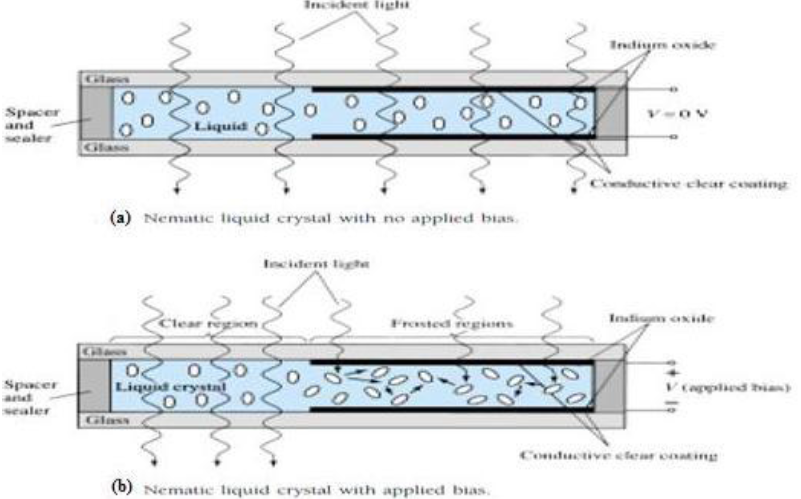 Incident light
Indium oxide
Glass
Spacer
and
sealer
Liquid
V = 0 V
Glass
Conductive clear coating
(a) Nematic liquid crystal with no applied bias.
Incident light
Clear region
Frosted regions
Indium oxide
Glass
Spacer
and
sealer
Liquid crystal
+
V (applied bias)
−
Glass
Conductive clear coating
(b) Nematic liquid crystal with applied bias.